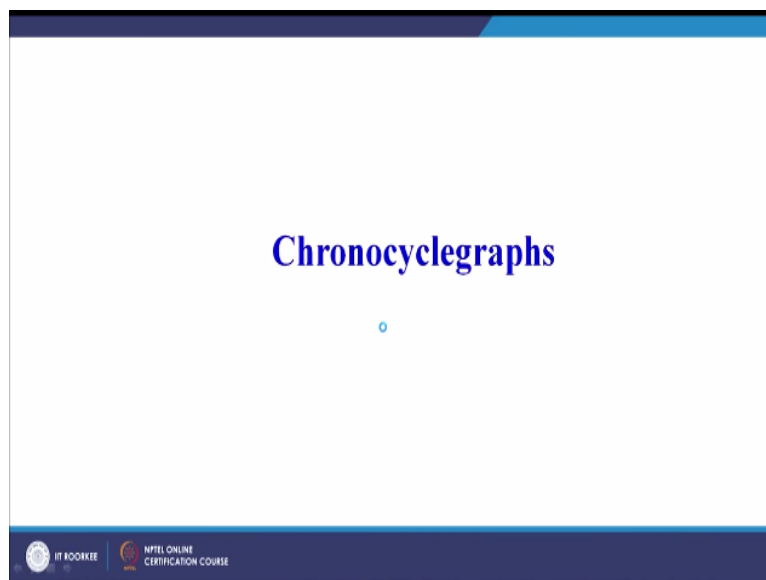 Chronocyclegraphs
IIT ROORKEE
NPTEL ONLINE
CERTIFICATION COURSE